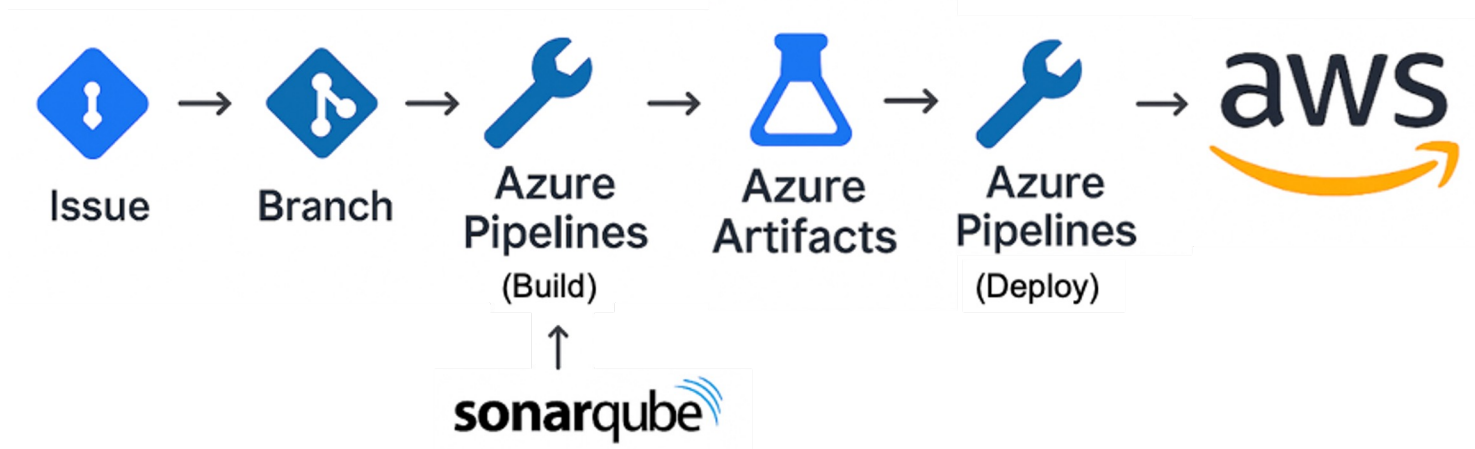 Issue
Branch
Azure
Pipelines
(Build)
Azure
Artifacts
Azure
Pipelines
(Deploy)
aws
sonarqube